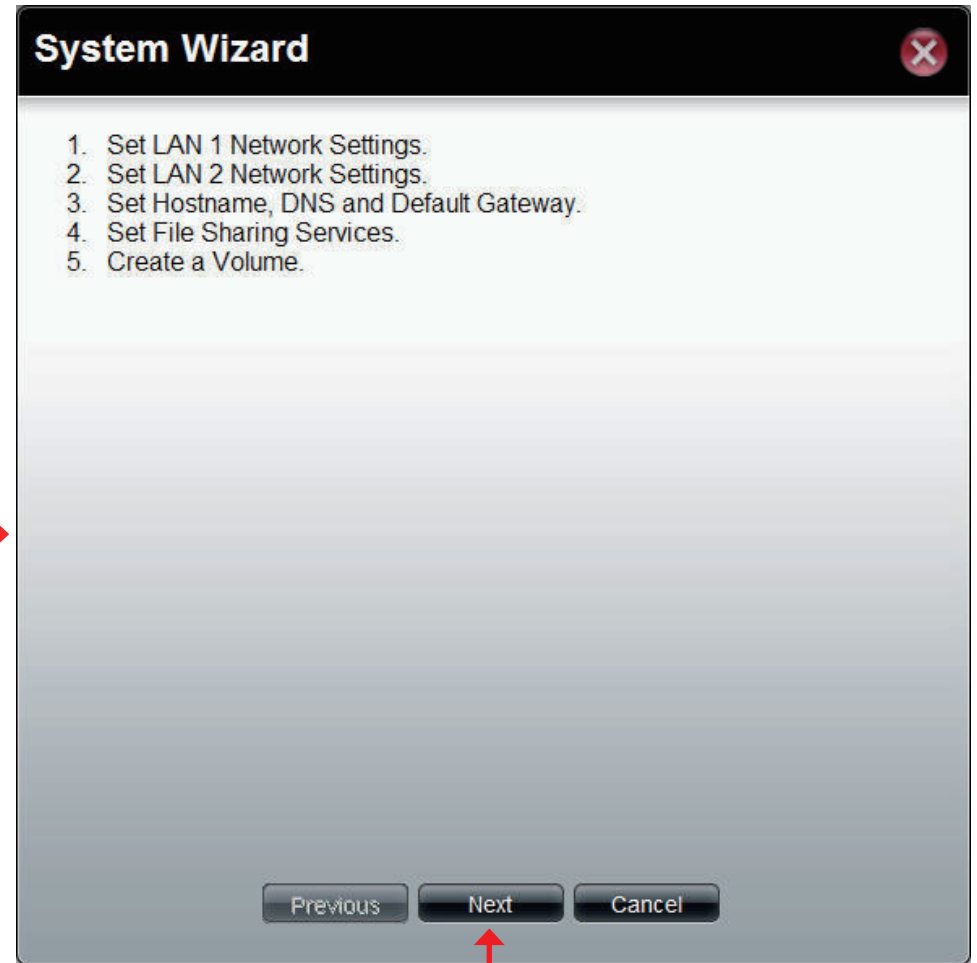 System Wizard
1. Set LAN 1 Network Settings.
2. Set LAN 2 Network Settings.
3. Set Hostname, DNS and Default Gateway.
4. Set File Sharing Services.
5. Create a Volume.
Previous Next Cancel